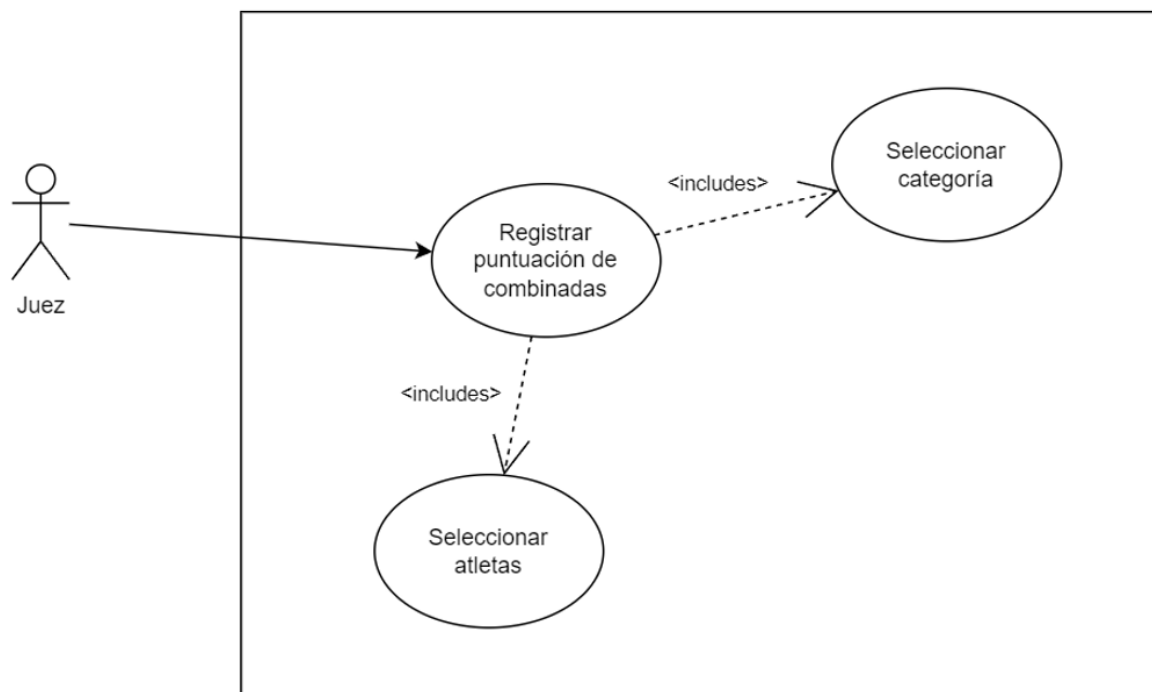 Seleccionar
categoría
<includes>
Registrar
puntuación de
combinadas
Juez
<includes>
Seleccionar
atletas